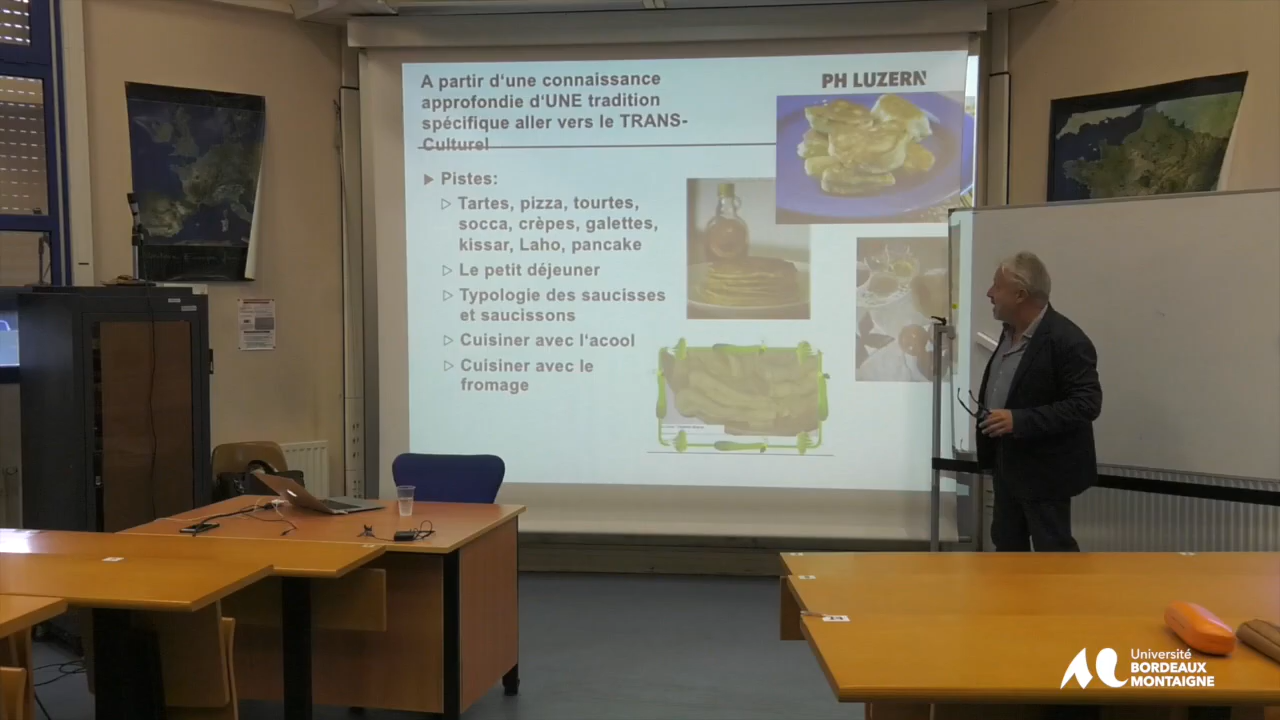 A partir d'une connaissance
approfondie d'UNE tradition
spécifique aller vers le TRANS-
Culturel
PH LUZERN
Pistes:
Tartes, pizza, tourtes,
socca, crèpes, galettes,
kissar, Laho, pancake
Le petit déjeuner
Typologie des saucisses
et saucissons
Cuisiner avec l'acool
Cuisiner avec le
fromage
Université
BORDEAUX
MONTAIGNE